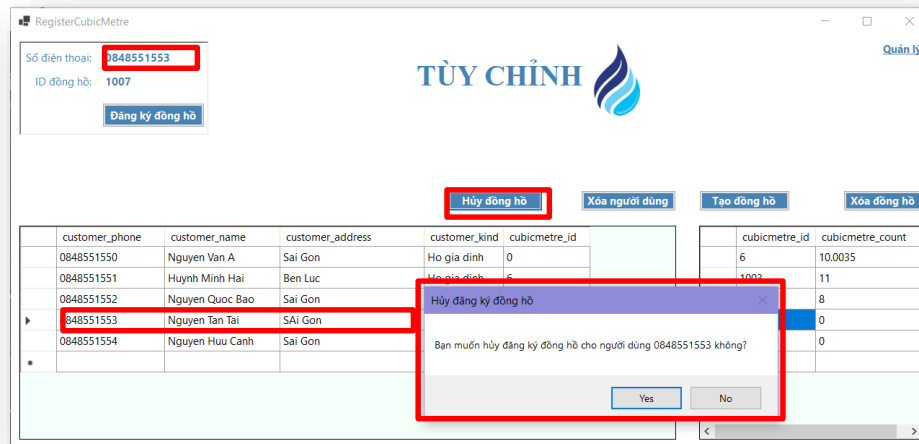 RegisterCubicMetre
Số điện thoại: 0848551553
Quản lý
ID đồng hồ: 1007
TÙY CHỈNH
Đăng ký đồng hồ
Hủy đồng hồ Xóa người dùng Tạo đồng hồ Xóa đồng hồ
customer_phone customer_name customer_address customer_kind cubicmetre_id cubicmetre_id cubicmetre_count
0848551550 Nguyen Van A Sai Gon Ho gia dinh 0 6 10.0035
0848551551 Huynh Minh Hai Ben Luc Ho gia dinh 6 1003 11
0848551552 Nguyen Quoc Bao Sai Gon 8
0848551553 Nguyen Tan Tai SAi Gon 0
0848551554 Nguyen Huu Canh Sai Gon 0
Hủy đăng ký đồng hồ
Bạn muốn hủy đăng ký đồng hồ cho người dùng 0848551553 không?
Yes No